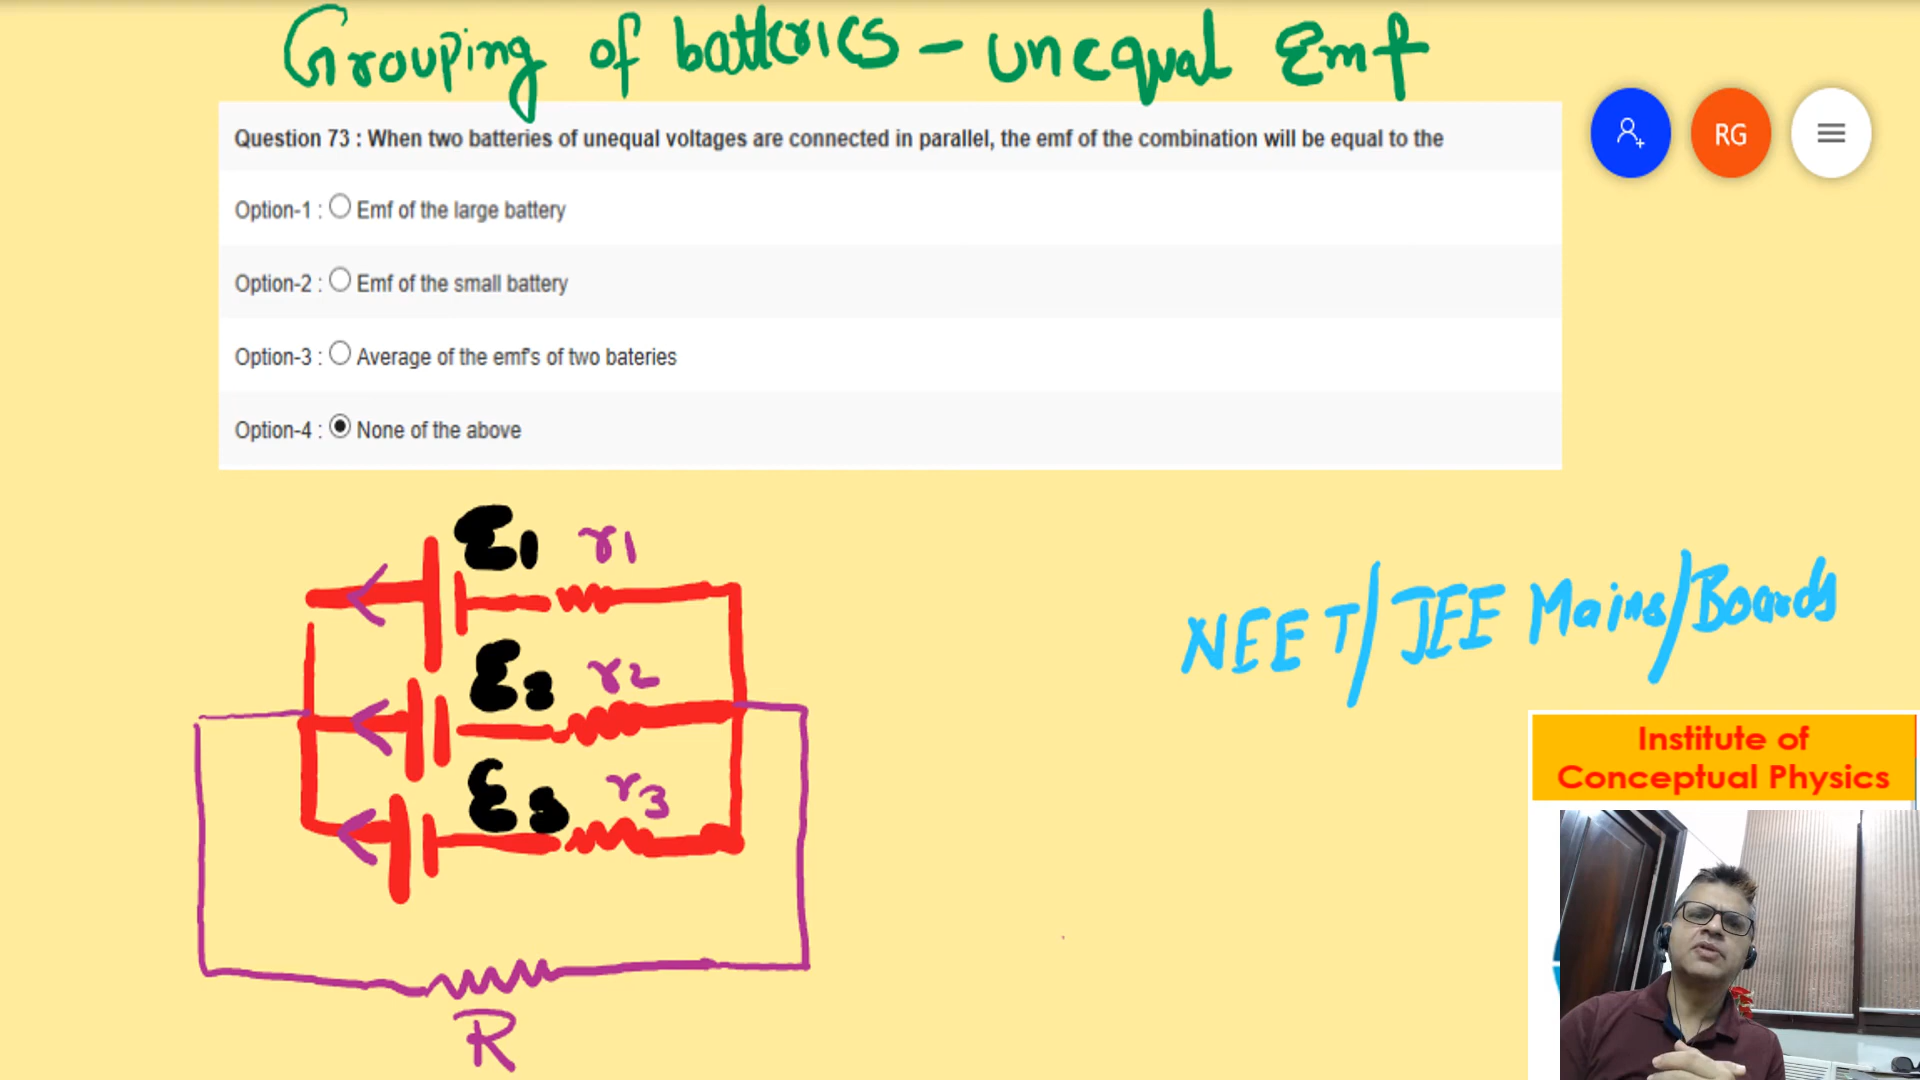 Grouping of batteries - unequal Emf
Question 73 : When two batteries of unequal voltages are connected in parallel, the emf of the combination will be equal to the
RG
Option-1 : Emf of the large battery
Option-2 : Emf of the small battery
Option-3 : Average of the emf's of two bateries
Option-4 : None of the above
ε1 r1
ε2 r2
ε3 r3
R
NEET/JEE Mains/Boards
Institute of
Conceptual Physics